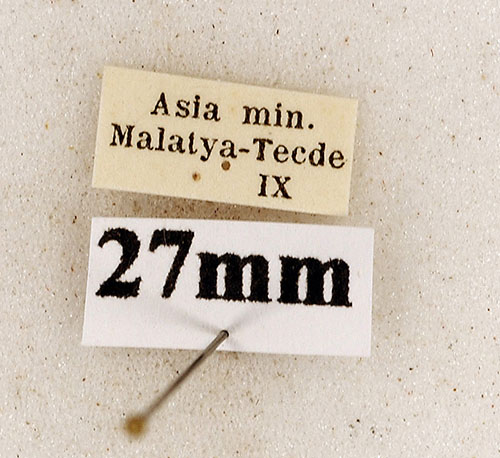 Asia min.
Malatya-Tecde
IX
27mm